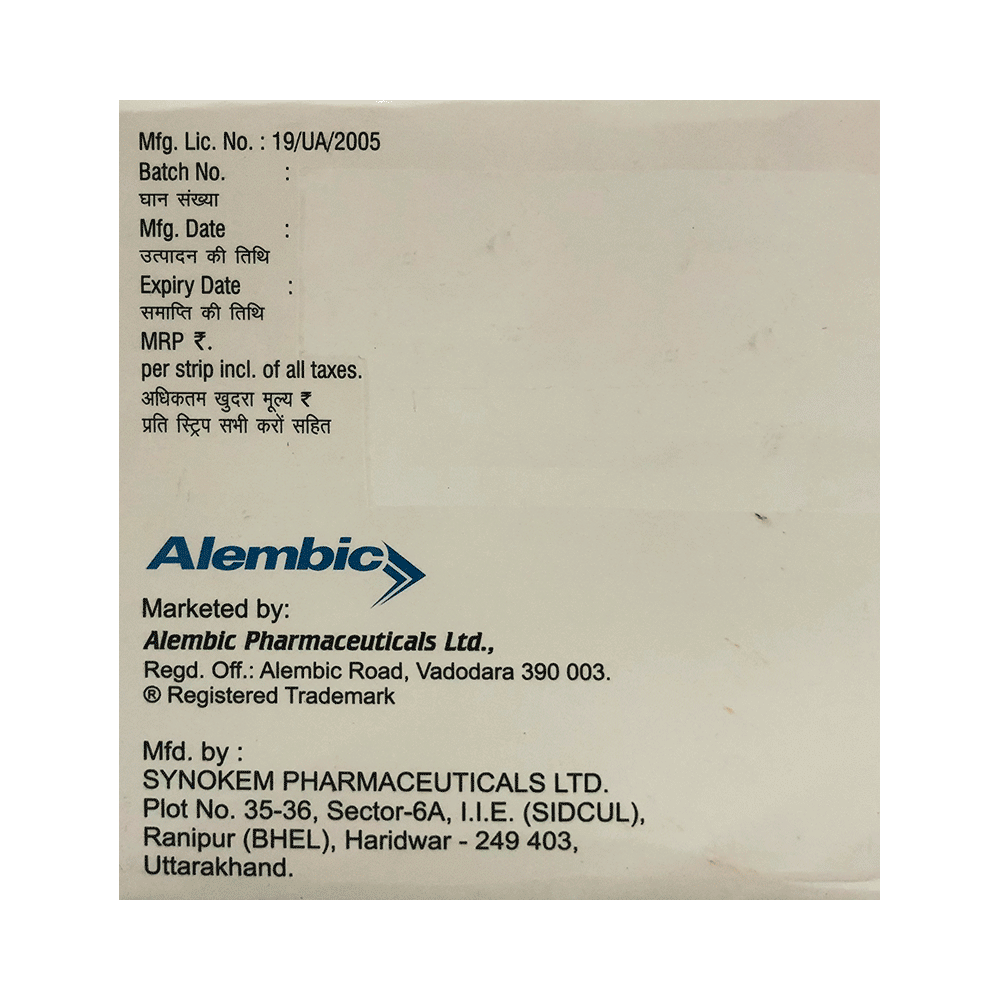 Mfg. Lic. No. : 19/UA/2005
Batch No. :
घान संख्या
Mfg. Date :
उत्पादन की तिथि
Expiry Date :
समाप्ति की तिथि
MRP ₹.
per strip incl. of all taxes.
अधिकतम खुदरा मूल्य ₹
प्रति स्ट्रिप सभी करों सहित
Alembic
Marketed by:
Alembic Pharmaceuticals Ltd.,
Regd. Off.: Alembic Road, Vadodara 390 003.
® Registered Trademark
Mfd. by :
SYNOKEM PHARMACEUTICALS LTD.
Plot No. 35-36, Sector-6A, I.I.E. (SIDCUL),
Ranipur (BHEL), Haridwar - 249 403,
Uttarakhand.